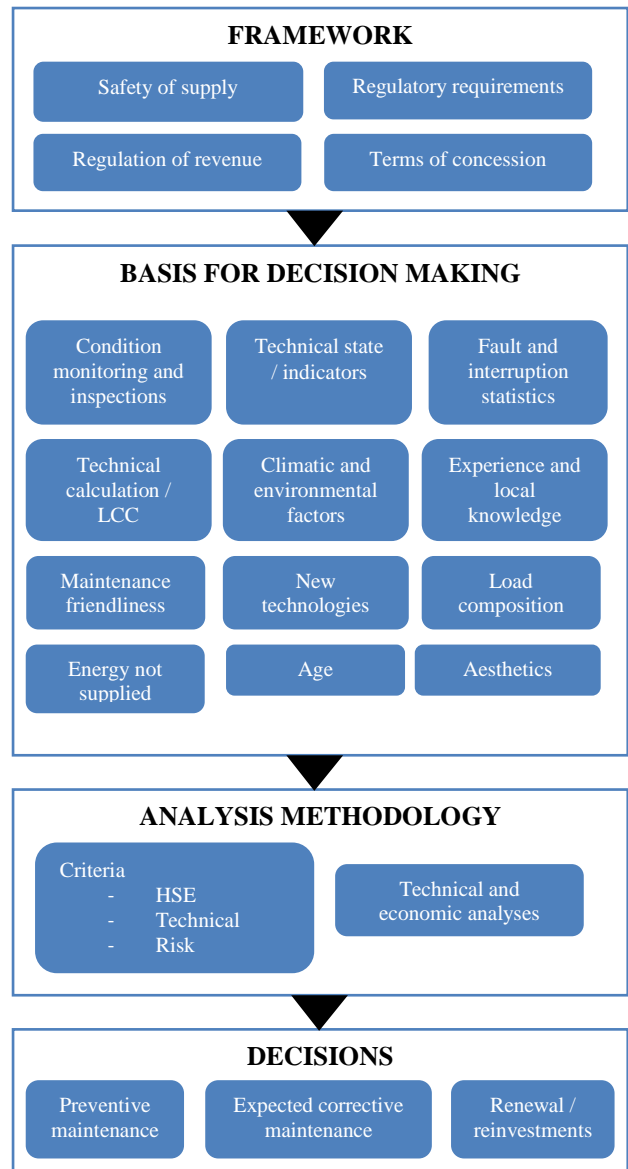 FRAMEWORK
Safety of supply
Regulatory requirements
Regulation of revenue
Terms of concession
BASIS FOR DECISION MAKING
Condition
monitoring and
inspections
Technical state
/ indicators
Fault and
interruption
statistics
Technical
calculation /
LCC
Climatic and
environmental
factors
Experience and
local
knowledge
Maintenance
friendliness
New
technologies
Load
composition
Energy not
supplied
Age
Aesthetics
ANALYSIS METHODOLOGY
Criteria
- HSE
- Technical
- Risk
Technical and
economic analyses
DECISIONS
Preventive
maintenance
Expected corrective
maintenance
Renewal /
reinvestments